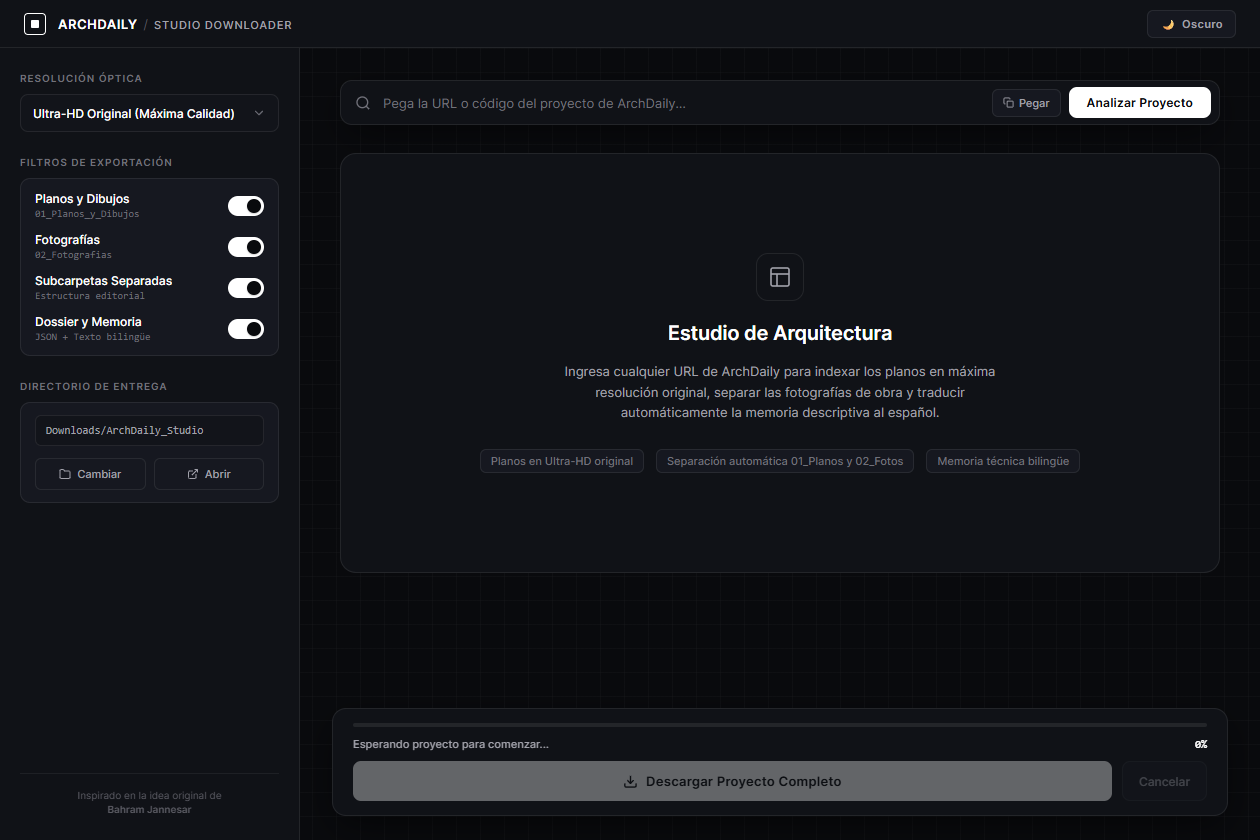 ARCHDAILY / STUDIO DOWNLOADER
Oscuro
RESOLUCIÓN ÓPTICA
Ultra-HD Original (Máxima Calidad)
FILTROS DE EXPORTACIÓN
Planos y Dibujos
01_Planos_y_Dibujos
Fotografías
02_Fotografias
Subcarpetas Separadas
Estructura editorial
Dossier y Memoria
JSON + Texto bilingüe
DIRECTORIO DE ENTREGA
Downloads/ArchDaily_Studio
Cambiar
Abrir
Inspirado en la idea original de
Bahram Jannesar
Pega la URL o código del proyecto de ArchDaily...
Pegar
Analizar Proyecto
Estudio de Arquitectura
Ingresa cualquier URL de ArchDaily para indexar los planos en máxima
resolución original, separar las fotografías de obra y traducir
automáticamente la memoria descriptiva al español.
Planos en Ultra-HD original
Separación automática 01_Planos y 02_Fotos
Memoria técnica bilingüe
Esperando proyecto para comenzar...
0%
Descargar Proyecto Completo
Cancelar